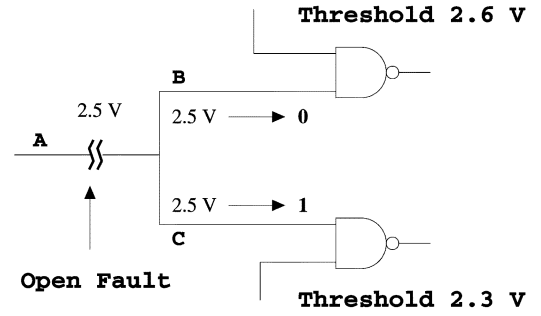 Threshold 2.6 V
B
2.5 V
2.5 V 0
A
2.5 V 1
C
Open Fault
Threshold 2.3 V